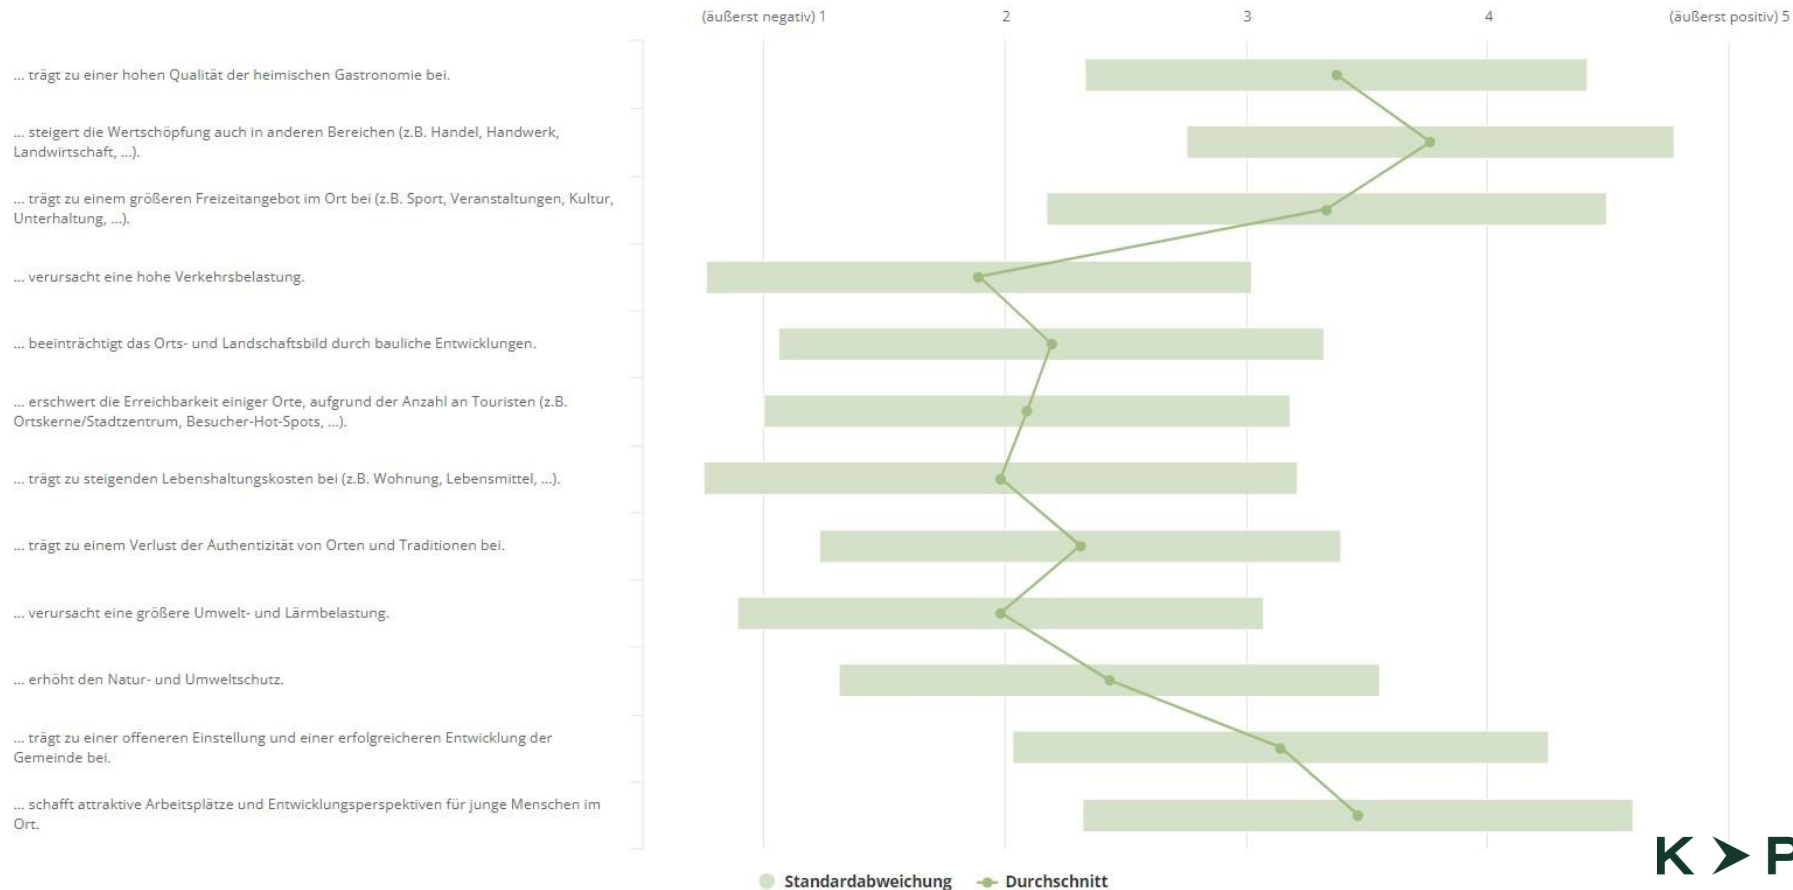 (äußerst negativ) 1 2 3 4 (äußerst positiv) 5
... trägt zu einer hohen Qualität der heimischen Gastronomie bei.
... steigert die Wertschöpfung auch in anderen Bereichen (z.B. Handel, Handwerk,
Landwirtschaft, ...).
... trägt zu einem größeren Freizeitangebot im Ort bei (z.B. Sport, Veranstaltungen, Kultur,
Unterhaltung, ...).
... verursacht eine hohe Verkehrsbelastung.
... beeinträchtigt das Orts- und Landschaftsbild durch bauliche Entwicklungen.
... erschwert die Erreichbarkeit einiger Orte, aufgrund der Anzahl an Touristen (z.B.
Ortskerne/Stadtzentrum, Besucher-Hot-Spots, ...).
... trägt zu steigenden Lebenshaltungskosten bei (z.B. Wohnung, Lebensmittel, ...).
... trägt zu einem Verlust der Authentizität von Orten und Traditionen bei.
... verursacht eine größere Umwelt- und Lärmbelastung.
... erhöht den Natur- und Umweltschutz.
... trägt zu einer offeneren Einstellung und einer erfolgreicheren Entwicklung der
Gemeinde bei.
... schafft attraktive Arbeitsplätze und Entwicklungsperspektiven für junge Menschen im
Ort.
K P
Standardabweichung Durchschnitt